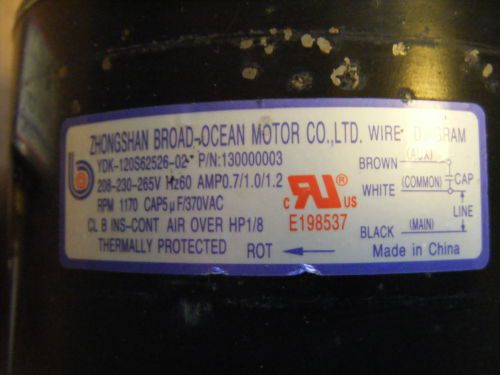 ZHONGSHAN BROAD-OCEAN MOTOR CO.,LTD. WIRE DIAGRAM
YDK-120S62526-02 P/N:130000003
208-230-265V Hz60 AMP0.7/1.0/1.2
RPM 1170 CAP5μF/370VAC
CL B INS-CONT AIR OVER HP1/8
THERMALLY PROTECTED ROT
C RU US
E198537
BROWN (AUX)
WHITE (COMMON) CAP
LINE
BLACK (MAIN)
Made in China